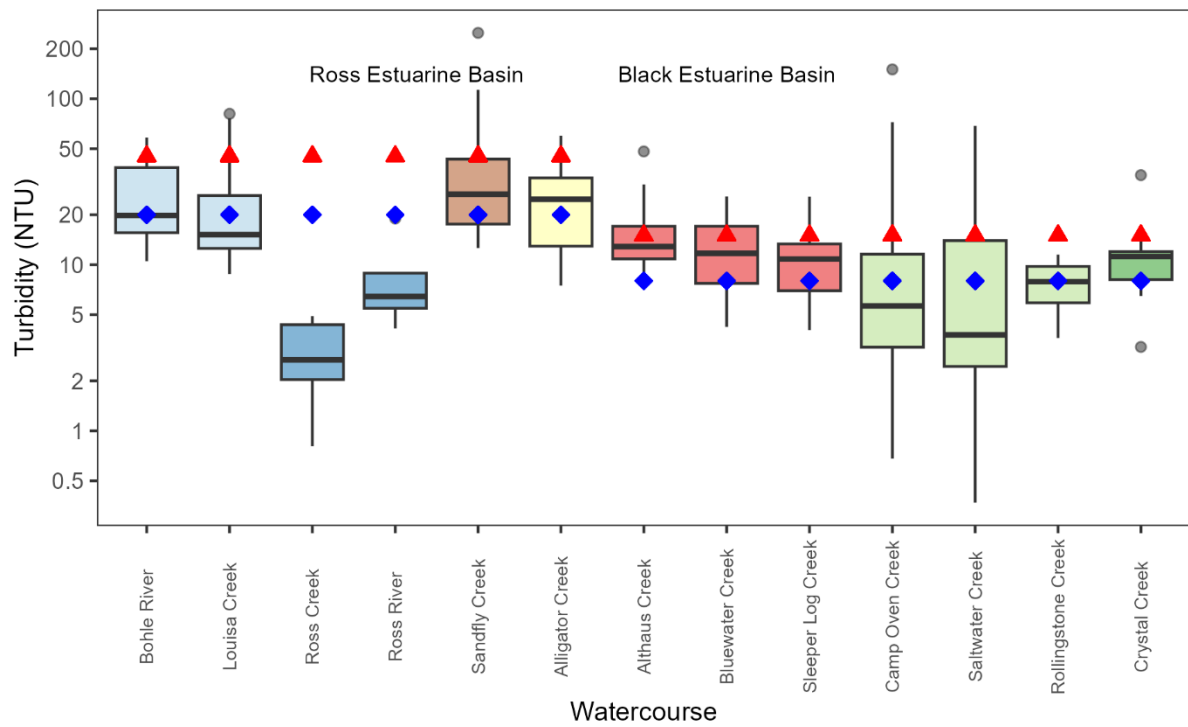 Turbidity (NTU)
200
100
50
20
10
5
2
1
0.5
Ross Estuarine Basin
Black Estuarine Basin
Bohle River
Louisa Creek
Ross Creek
Ross River
Sandfly Creek
Alligator Creek
Althaus Creek
Bluewater Creek
Sleeper Log Creek
Camp Oven Creek
Saltwater Creek
Rollingstone Creek
Crystal Creek
Watercourse